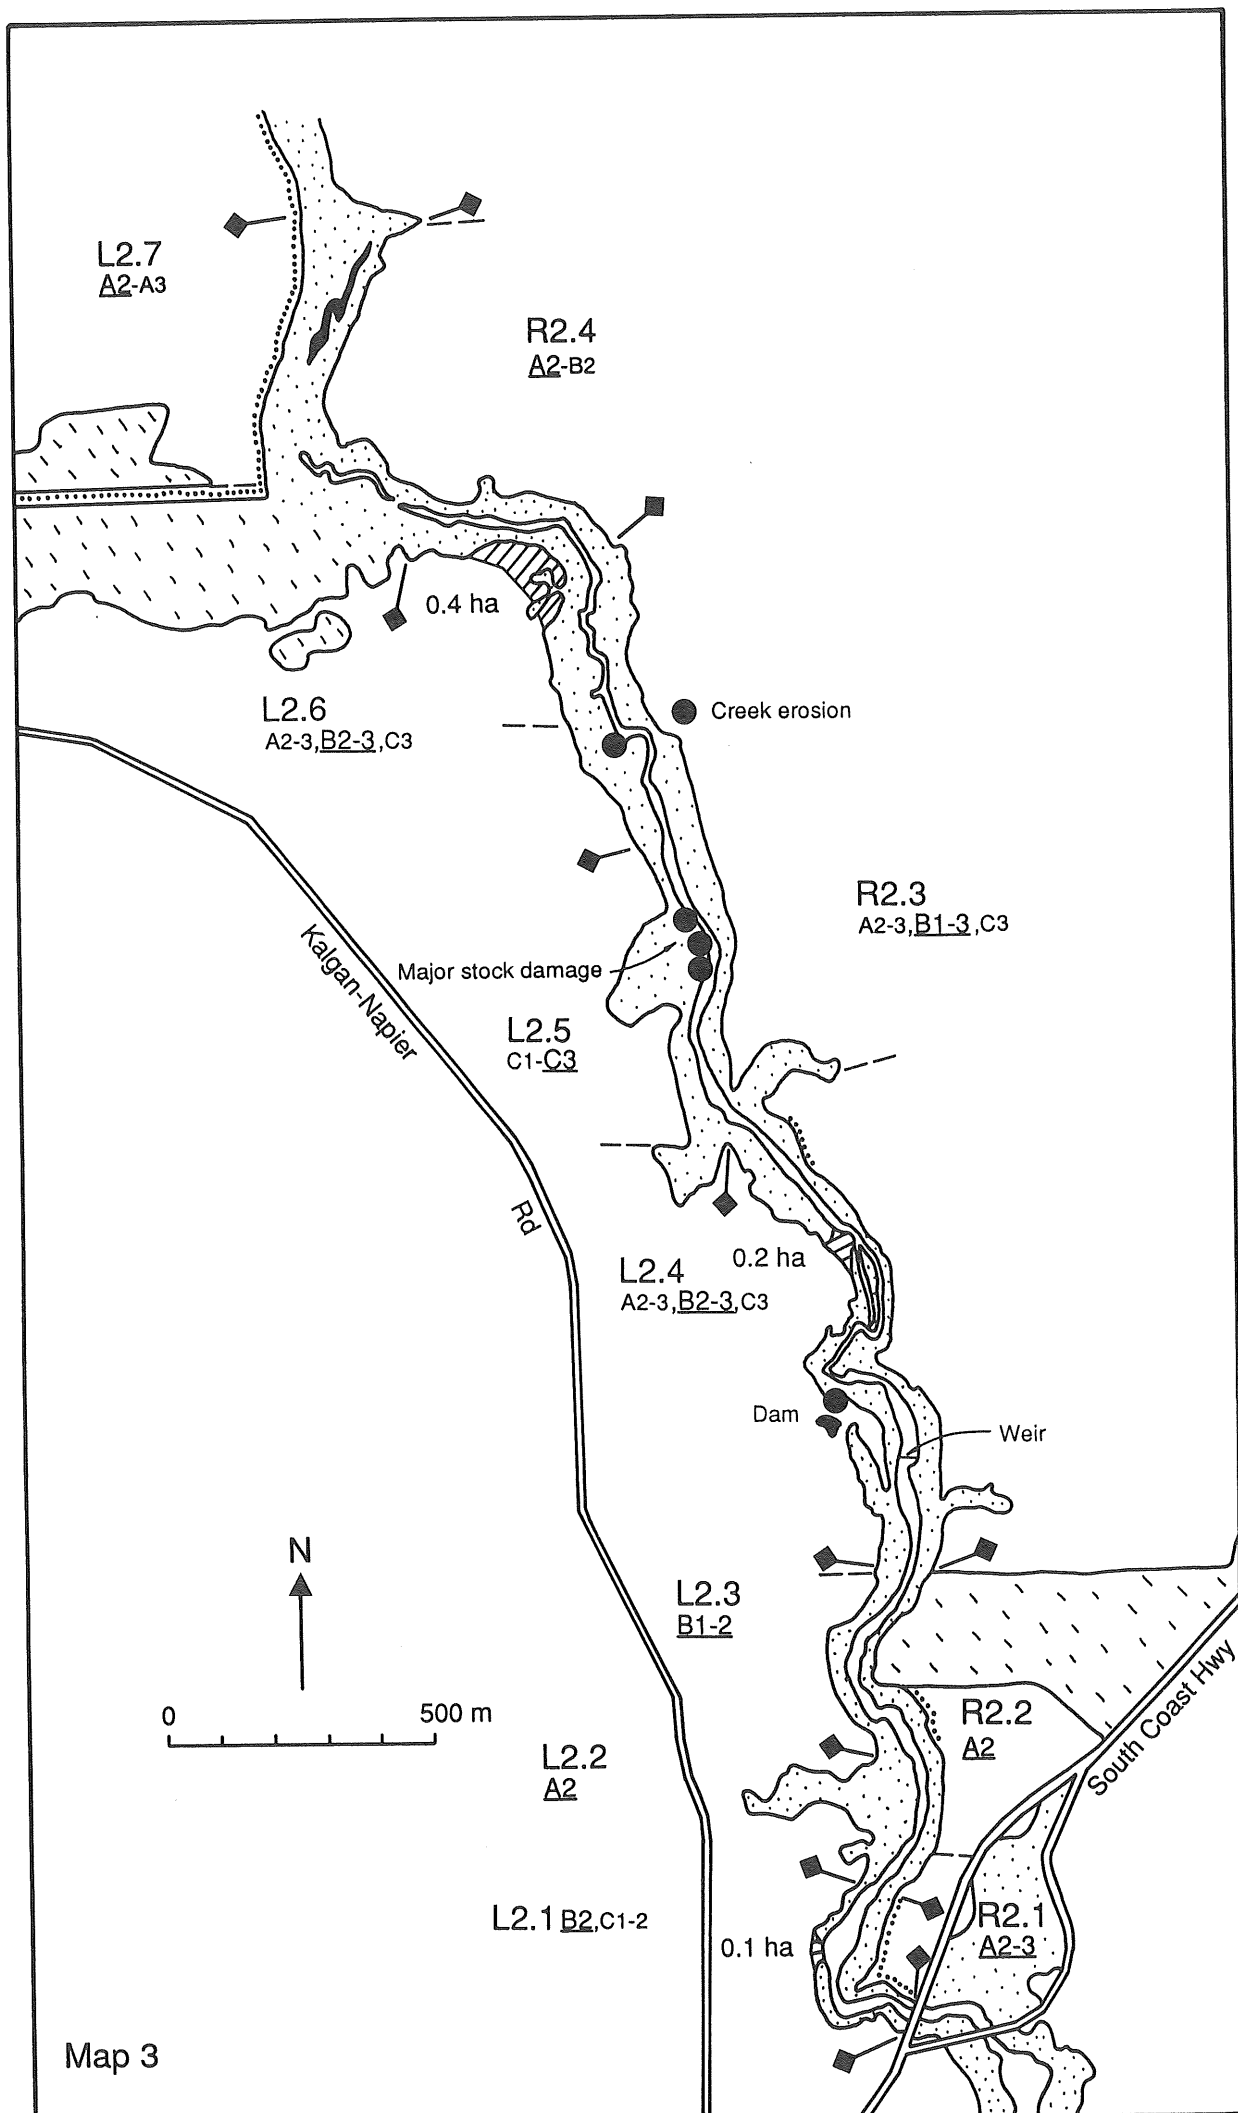 L2.7
A2-A3
R2.4
A2-B2
0.4 ha
L2.6
A2-3,B2-3,C3
Creek erosion
R2.3
A2-3,B1-3,C3
Kalgan-Napier
Major stock damage
L2.5
C1-C3
Rd
0.2 ha
L2.4
A2-3,B2-3,C3
Dam
Weir
N
L2.3
B1-2
0
500 m
South Coast Hwy
R2.2
A2
L2.2
A2
L2.1 B2,C1-2
R2.1
A2-3
0.1 ha
Map 3